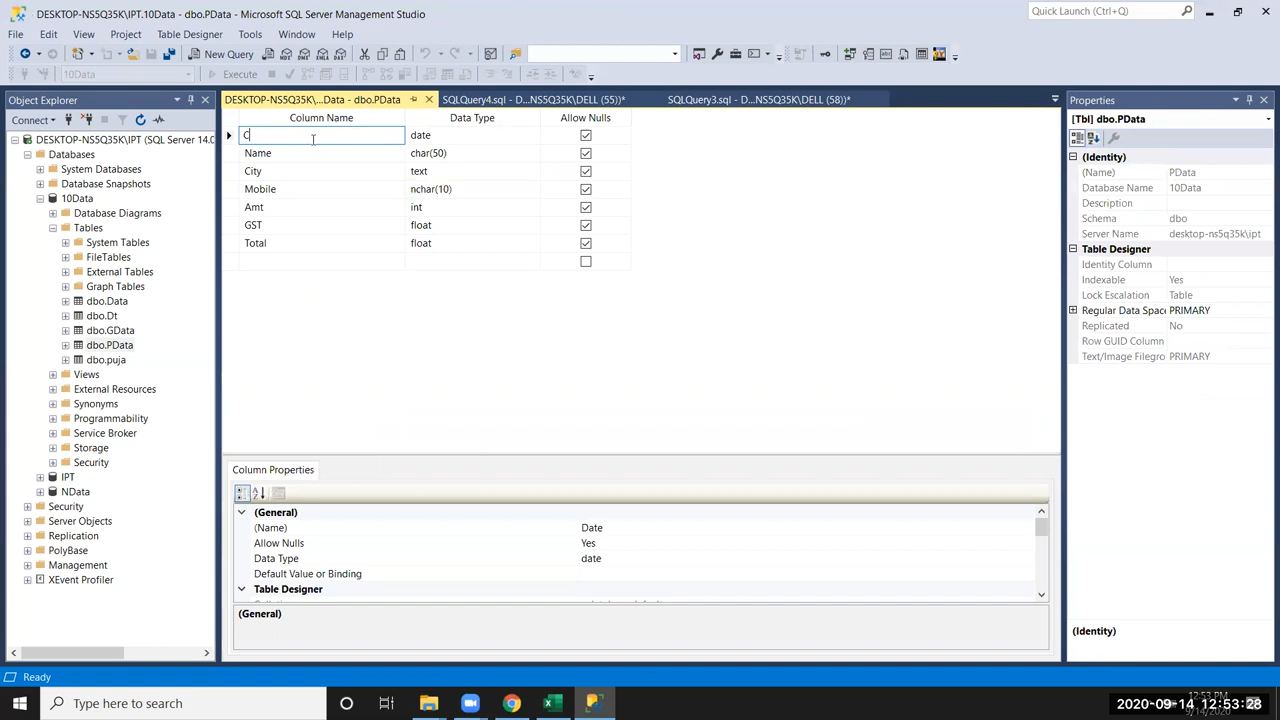 DESKTOP-NS5Q35K\IPT.10Data - dbo.PData - Microsoft SQL Server Management Studio
Quick Launch (Ctrl+Q)
File Edit View Project Table Designer Tools Window Help
New Query
10Data Execute
Object Explorer
DESKTOP-NS5Q35K\...Data - dbo.PData
SQLQuery4.sql - D...NS5Q35K\DELL (55))*
SQLQuery3.sql - D...NS5Q35K\DELL (58))*
Properties
Connect
DESKTOP-NS5Q35K\IPT (SQL Server 14.0
Databases
System Databases
Database Snapshots
10Data
Database Diagrams
Tables
System Tables
FileTables
External Tables
Graph Tables
dbo.Data
dbo.Dt
dbo.GData
dbo.PData
dbo.puja
Views
External Resources
Synonyms
Programmability
Service Broker
Storage
Security
IPT
NData
Security
Server Objects
Replication
PolyBase
Management
XEvent Profiler
Column Name Data Type Allow Nulls
C date
Name char(50)
City text
Mobile nchar(10)
Amt int
GST float
Total float
Column Properties
(General)
(Name) Date
Allow Nulls Yes
Data Type date
Default Value or Binding
Table Designer
(General)
[Tbl] dbo.PData
(Identity)
(Name) PData
Database Name 10Data
Description
Schema dbo
Server Name desktop-ns5q35k\ipt
Table Designer
Identity Column
Indexable Yes
Lock Escalation Table
Regular Data Space PRIMARY
Replicated No
Row GUID Column
Text/Image Filegro PRIMARY
(Identity)
Ready
Type here to search
12:53 PM
9/14/2020
2020-09-14 12:53:28